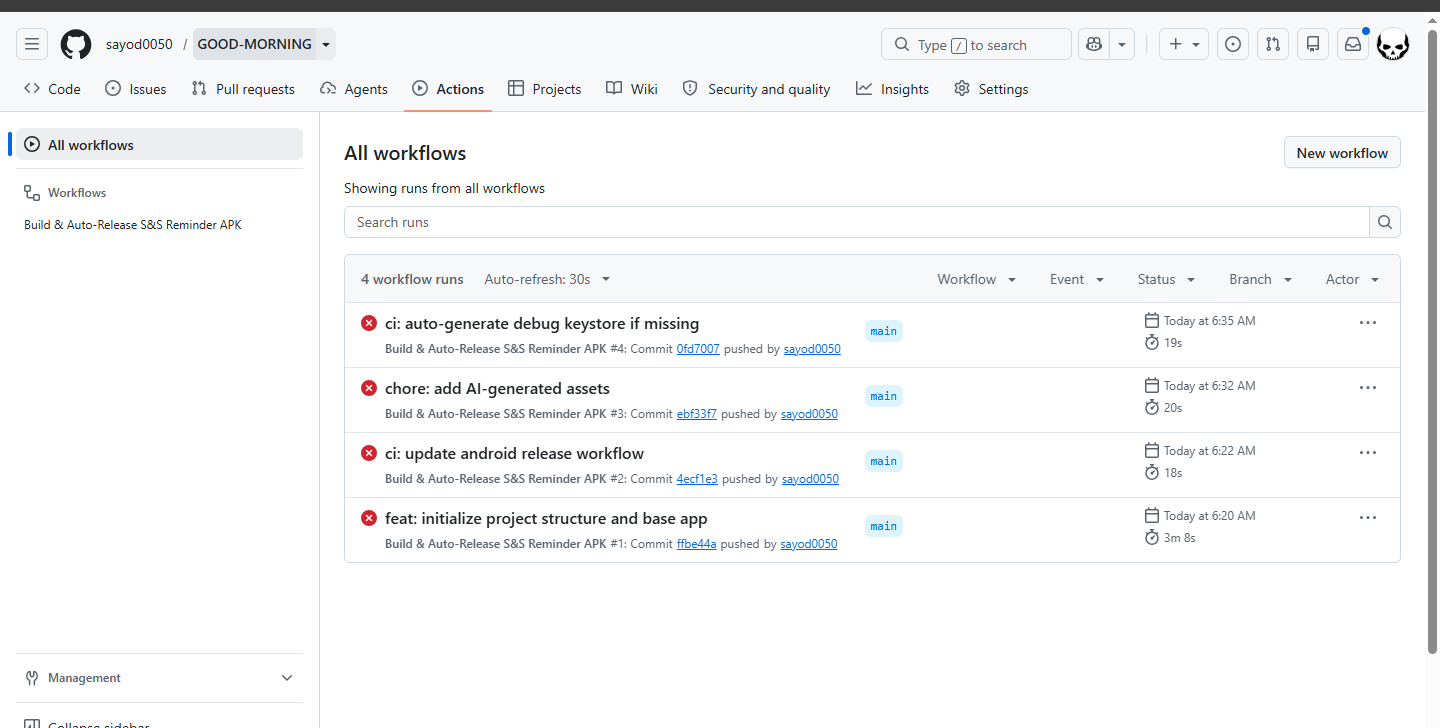 sayod0050 / GOOD-MORNING
Type / to search
Code Issues Pull requests Agents Actions Projects Wiki Security and quality Insights Settings
All workflows
Workflows
Build & Auto-Release S&S Reminder APK
Management
Collapse sidebar
All workflows
New workflow
Showing runs from all workflows
Search runs
4 workflow runs Auto-refresh: 30s Workflow Event Status Branch Actor
ci: auto-generate debug keystore if missing
Build & Auto-Release S&S Reminder APK #4: Commit 0fd7007 pushed by sayod0050
main
Today at 6:35 AM
19s
chore: add AI-generated assets
Build & Auto-Release S&S Reminder APK #3: Commit ebf33f7 pushed by sayod0050
main
Today at 6:32 AM
20s
ci: update android release workflow
Build & Auto-Release S&S Reminder APK #2: Commit 4ecf1e3 pushed by sayod0050
main
Today at 6:22 AM
18s
feat: initialize project structure and base app
Build & Auto-Release S&S Reminder APK #1: Commit ffbe44a pushed by sayod0050
main
Today at 6:20 AM
3m 8s